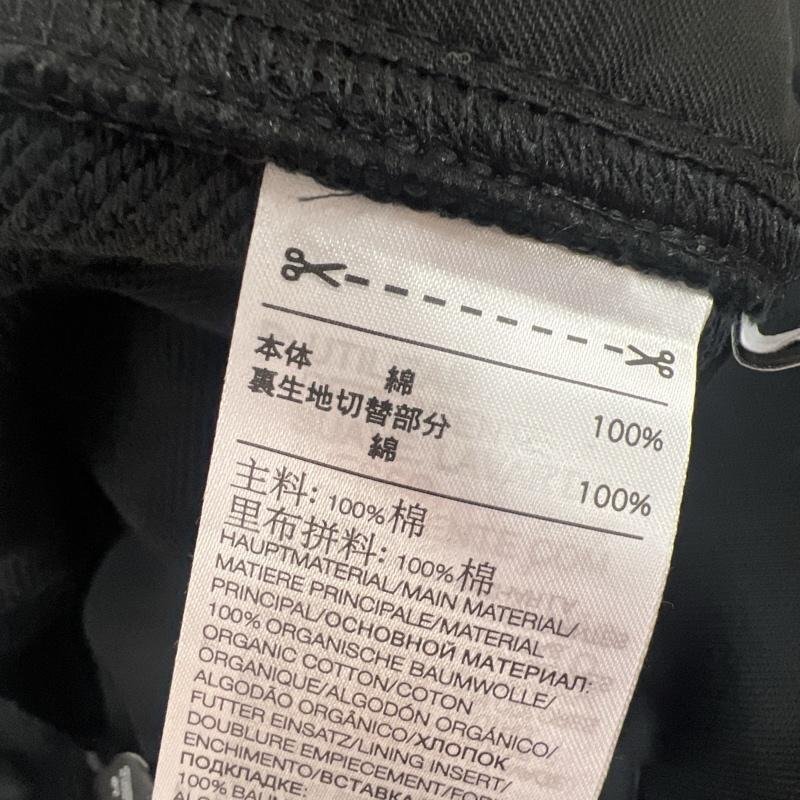 本体 綿 100%
裏生地切替部分
綿 100%
主料: 100%棉
里布拼料: 100%棉
HAUPTMATERIAL/MAIN MATERIAL/
MATIERE PRINCIPALE/MATERIAL
PRINCIPAL/ОСНОВНОЙ МАТЕРИАЛ:
100% ORGANISCHE BAUMWOLLE/
ORGANIC COTTON/COTON
ORGANIQUE/ALGODÓN ORGÁNICO/
ALGODÃO ORGÂNICO/ХЛОПОК
FUTTER EINSATZ/LINING INSERT/
DOUBLURE EMPIECEMENT/FOR
ENCHIMENTO/ВСТАВКА
ПОДКЛАДКЕ:
100% BAUM